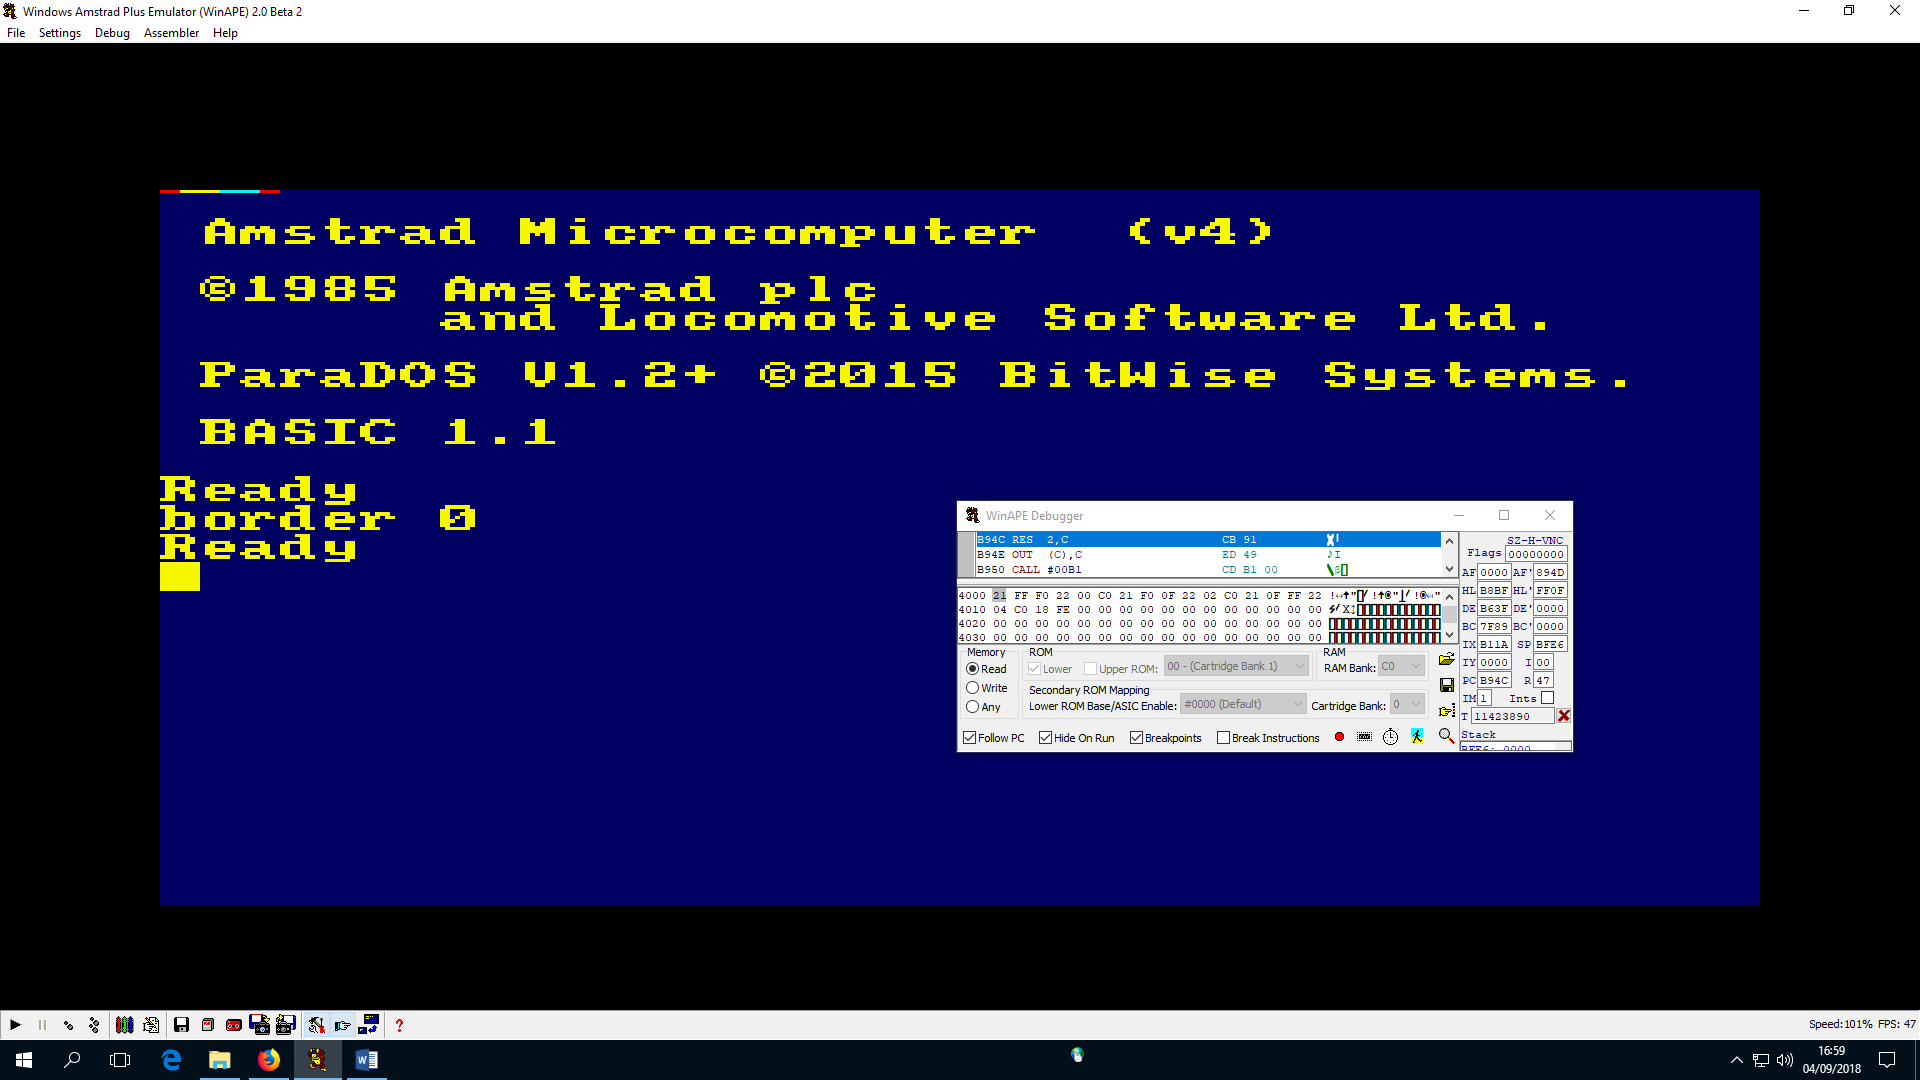 Windows Amstrad Plus Emulator (WinAPE) 2.0 Beta 2
File Settings Debug Assembler Help
Amstrad Microcomputer (v4)
©1985 Amstrad plc
and Locomotive Software Ltd.
ParaDOS V1.2+ ©2015 BitWise Systems.
BASIC 1.1
Ready
border 0
Ready
WinAPE Debugger
B94C RES 2,C CB 91
B94E OUT (C),C ED 49
B950 CALL #00B1 CD B1 00
4000 21 FF F0 22 00 C0 21 F0 0F 22 02 C0 21 0F FF 22
4010 04 C0 18 FE 00 00 00 00 00 00 00 00 00 00 00 00
4020 00 00 00 00 00 00 00 00 00 00 00 00 00 00 00 00
4030 00 00 00 00 00 00 00 00 00 00 00 00 00 00 00 00
SZ-H-VNC
Flags 00000000
AF 0000 AF' 894D
HL B8BF HL' FF0F
DE B63F DE' 0000
BC 7F89 BC' 0000
IX B11A SP BFE6
IY 0000 I 00
PC B94C R 47
IM 1 Ints
T 11423890
Stack
BFE6: 0000
Memory
Read
Write
Any
ROM
Lower Upper ROM: 00 - (Cartridge Bank 1)
RAM
RAM Bank: C0
Secondary ROM Mapping
Lower ROM Base/ASIC Enable: #0000 (Default) Cartridge Bank: 0
Follow PC Hide On Run Breakpoints Break Instructions
Speed:101% FPS: 47
16:59
04/09/2018